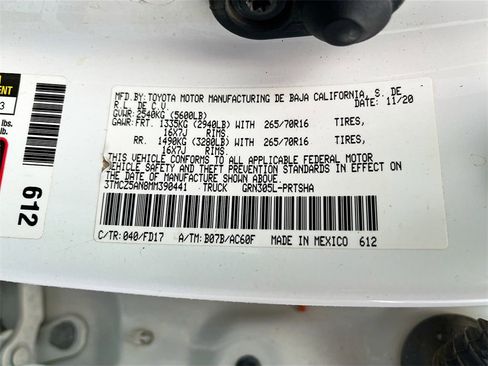 MFD.BY: TOYOTA MOTOR MANUFACTURING DE BAJA CALIFORNIA, S. DE
R.L. DE C.V. DATE: 11/20
GVWR: 2540KG (5600LB)
GAWR: FRT. 1335KG (2940LB) WITH 265/70R16 TIRES,
16X7J RIMS,
RR. 1490KG (3280LB) WITH 265/70R16 TIRES,
16X7J RIMS,
THIS VEHICLE CONFORMS TO ALL APPLICABLE FEDERAL MOTOR
VEHICLE SAFETY AND THEFT PREVENTION STANDARDS IN EFFECT ON
THE DATE OF MANUFACTURE SHOWN ABOVE.
3TMCZ5AN8MM390441 TRUCK GRN305L-PRTSHA
C/TR: 040/FD17 A/TM: B07B/AC60F MADE IN MEXICO 612
3
lbs.
lb.
612